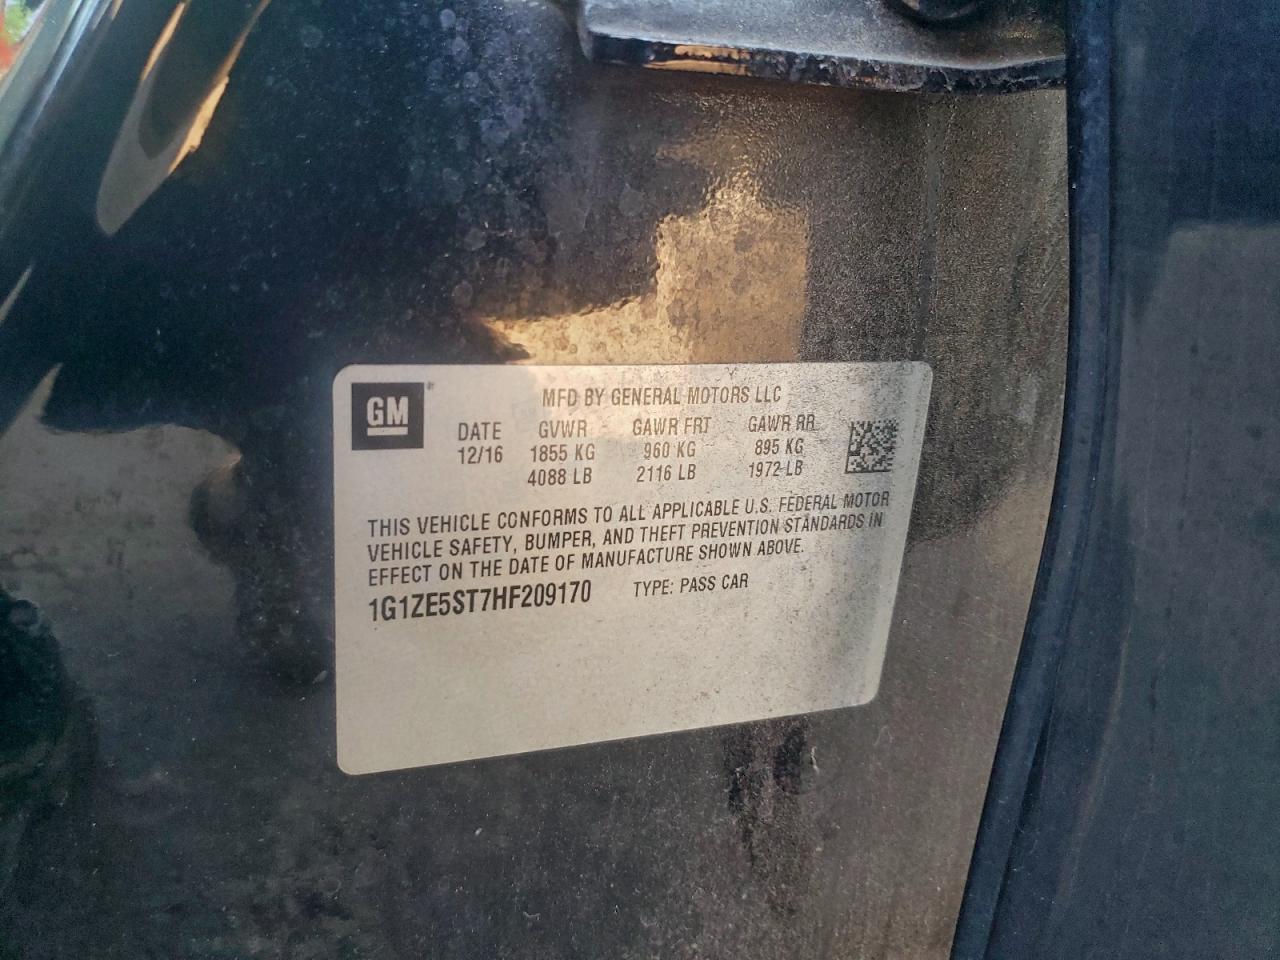 GM
MFD BY GENERAL MOTORS LLC
DATE GVWR GAWR FRT GAWR RR
12/16 1855 KG 960 KG 895 KG
4088 LB 2116 LB 1972 LB
THIS VEHICLE CONFORMS TO ALL APPLICABLE U.S. FEDERAL MOTOR
VEHICLE SAFETY, BUMPER, AND THEFT PREVENTION STANDARDS IN
EFFECT ON THE DATE OF MANUFACTURE SHOWN ABOVE.
1G1ZE5ST7HF209170 TYPE: PASS CAR